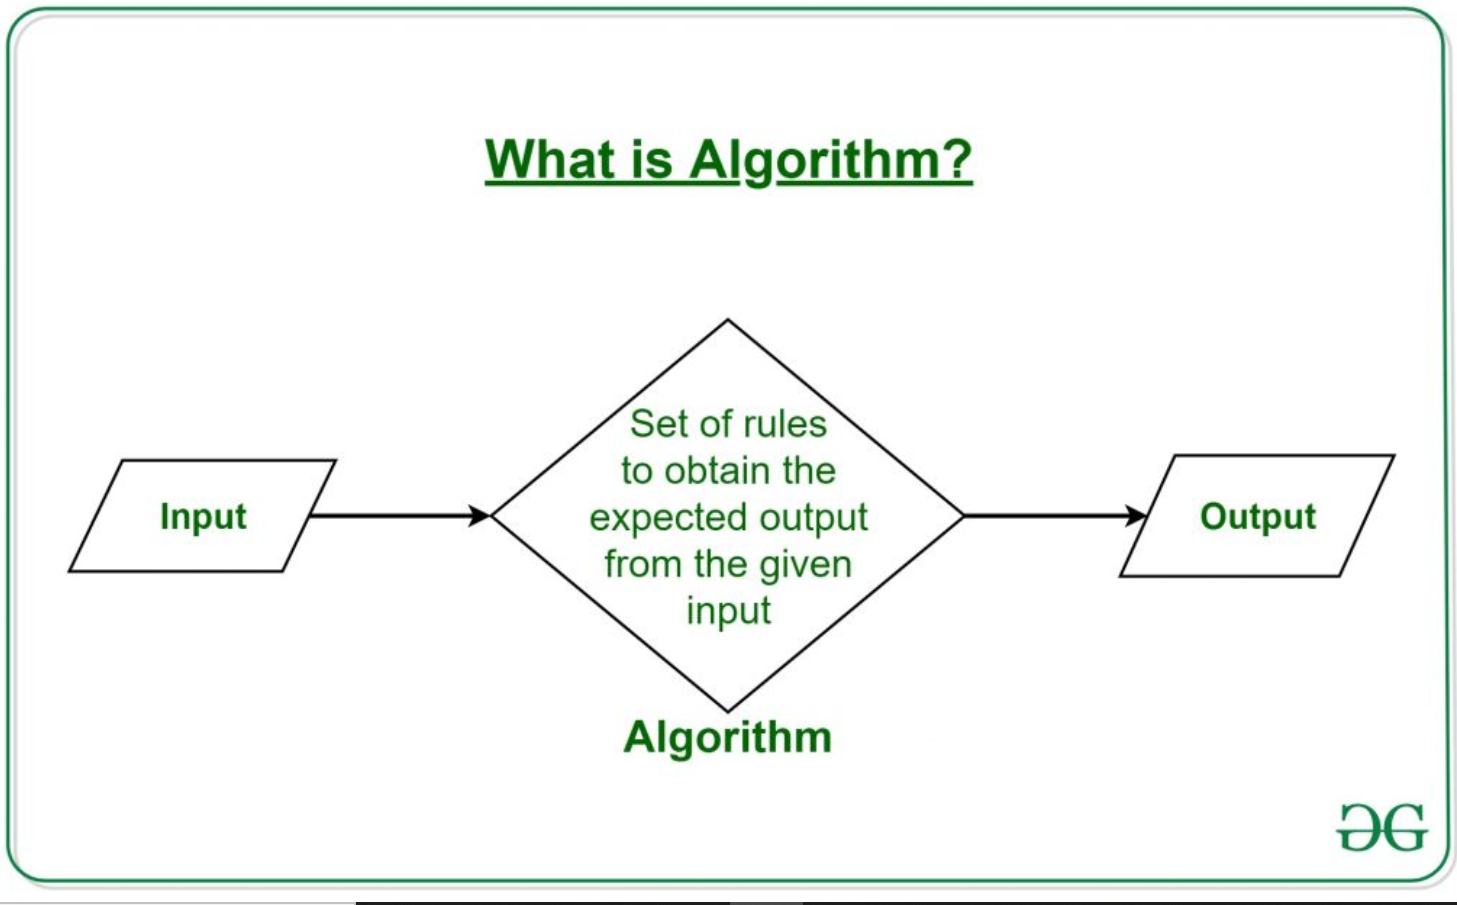 What is Algorithm?
Set of rules
to obtain the
expected output
from the given
input
Input
Output
Algorithm